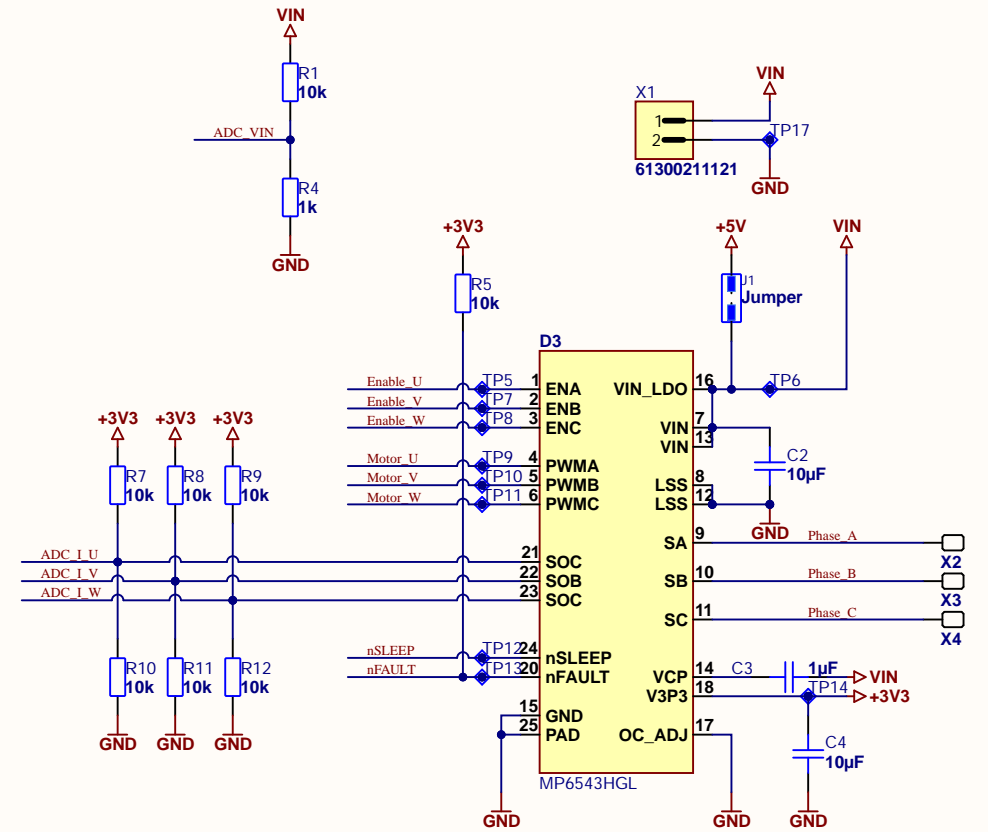 VIN
R1
10k
ADC_VIN
R4
1k
GND
VIN
X1
1
2
TP17
61300211121
GND
+3V3
R5
10k
+5V
VIN
J1
Jumper
D3
Enable_U TP5 1 ENA
Enable_V TP7 2 ENB
Enable_W TP8 3 ENC
Motor_U TP9 4 PWMA
Motor_V TP10 5 PWMB
Motor_W TP11 6 PWMC
VIN_LDO 16 TP6
VIN 7
VIN 13
C2
10µF
LSS 8
LSS 12
GND
+3V3 +3V3 +3V3
R7 R8 R9
10k 10k 10k
ADC_I_U 21 SOC
ADC_I_V 22 SOB
ADC_I_W 23 SOC
SA 9 Phase_A
X2
SB 10 Phase_B
X3
SC 11 Phase_C
X4
R10 R11 R12
10k 10k 10k
GND GND GND
nSLEEP TP12 24 nSLEEP
nFAULT TP13 20 nFAULT
15 GND
25 PAD
VCP 14 C3 1µF VIN
V3P3 18 TP14 +3V3
OC_ADJ 17
C4
10µF
MP6543HGL
GND GND GND